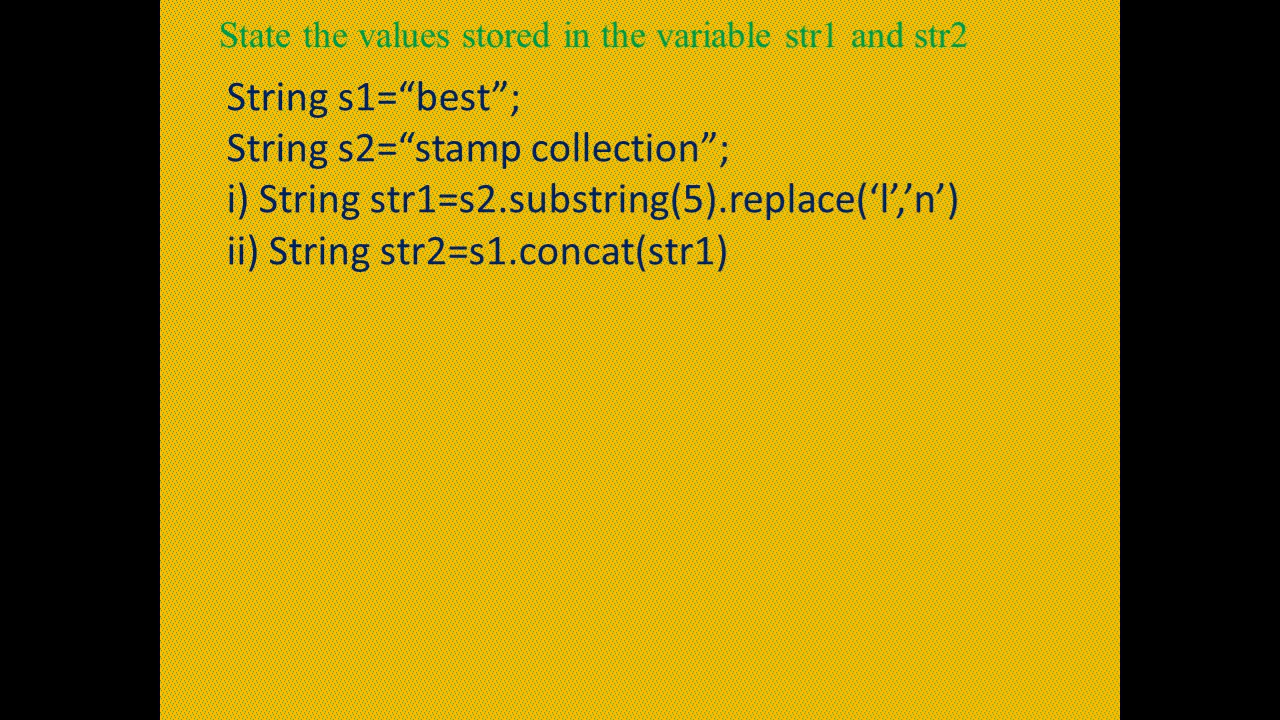 State the values stored in the variable str1 and str2
String s1=“best”;
String s2=“stamp collection”;
i) String str1=s2.substring(5).replace(‘l’,’n’)
ii) String str2=s1.concat(str1)